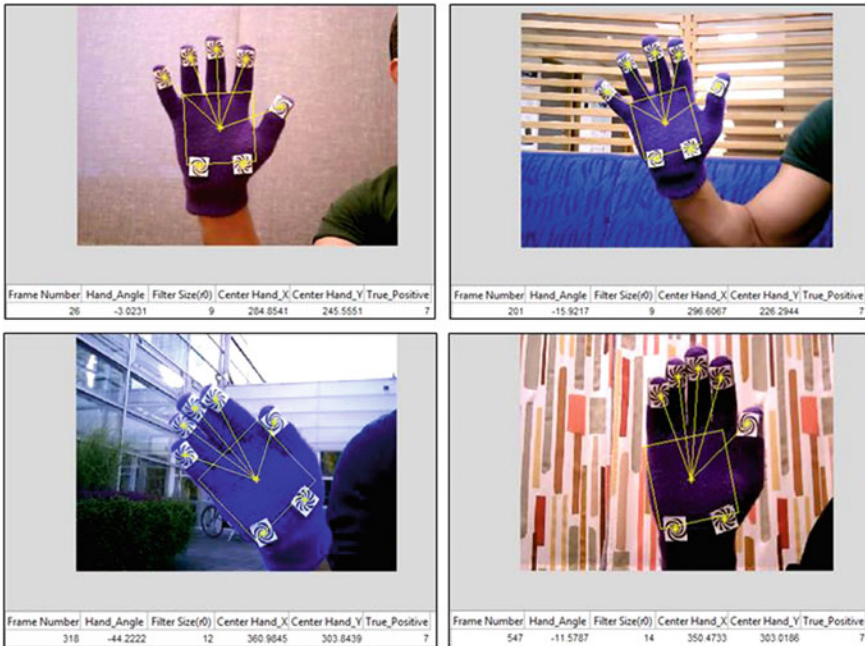 Frame Number Hand_Angle Filter Size(r0) Center Hand_X Center Hand_Y True_Positive
26 -3.0231 9 284.8541 245.5551 7
Frame Number Hand_Angle Filter Size(r0) Center Hand_X Center Hand_Y True_Positive
201 -15.9217 9 296.6067 226.2944 7
Frame Number Hand_Angle Filter Size(r0) Center Hand_X Center Hand_Y True_Positive
318 -44.2222 12 360.9845 303.8439 7
Frame Number Hand_Angle Filter Size(r0) Center Hand_X Center Hand_Y True_Positive
547 -11.5787 14 350.4733 303.0186 7